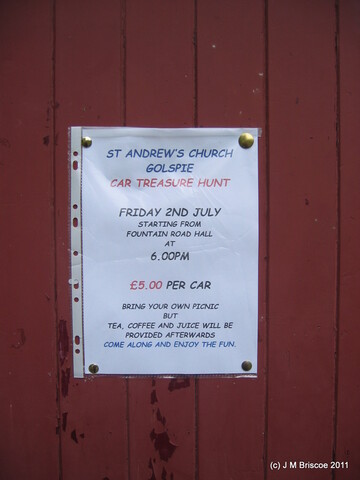 ST ANDREW'S CHURCH
GOLSPIE
CAR TREASURE HUNT
FRIDAY 2ND JULY
STARTING FROM
FOUNTAIN ROAD HALL
AT
6.00PM
£5.00 PER CAR
BRING YOUR OWN PICNIC
BUT
TEA, COFFEE AND JUICE WILL BE
PROVIDED AFTERWARDS
COME ALONG AND ENJOY THE FUN.
(c) J M Briscoe 2011